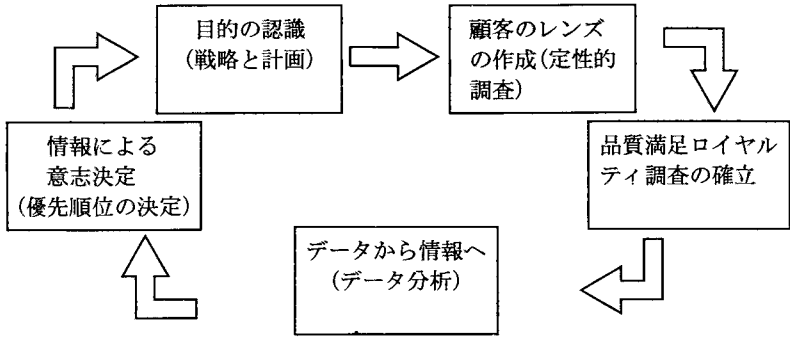 目的の認識
(戦略と計画)
顧客のレンズ
の作成(定性的
調査)
品質満足ロイヤル
ティ調査の確立
データから情報へ
(データ分析)
情報による
意志決定
(優先順位の決定)